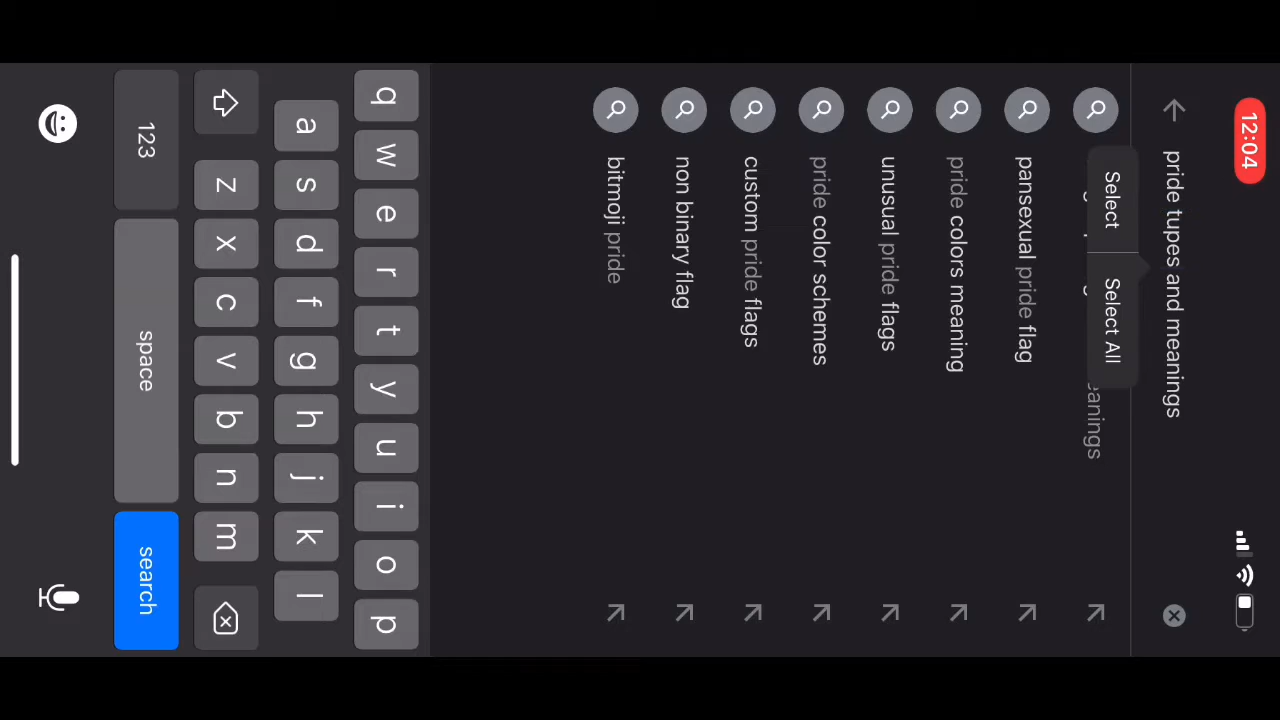 12:04
pride tupes and meanings
Select
Select All
pansexual pride flag
pride colors meaning
unusual pride flags
pride color schemes
custom pride flags
non binary flag
bitmoji pride
q w e r t y u i o p
a s d f g h j k l
z x c v b n m
123
space
search